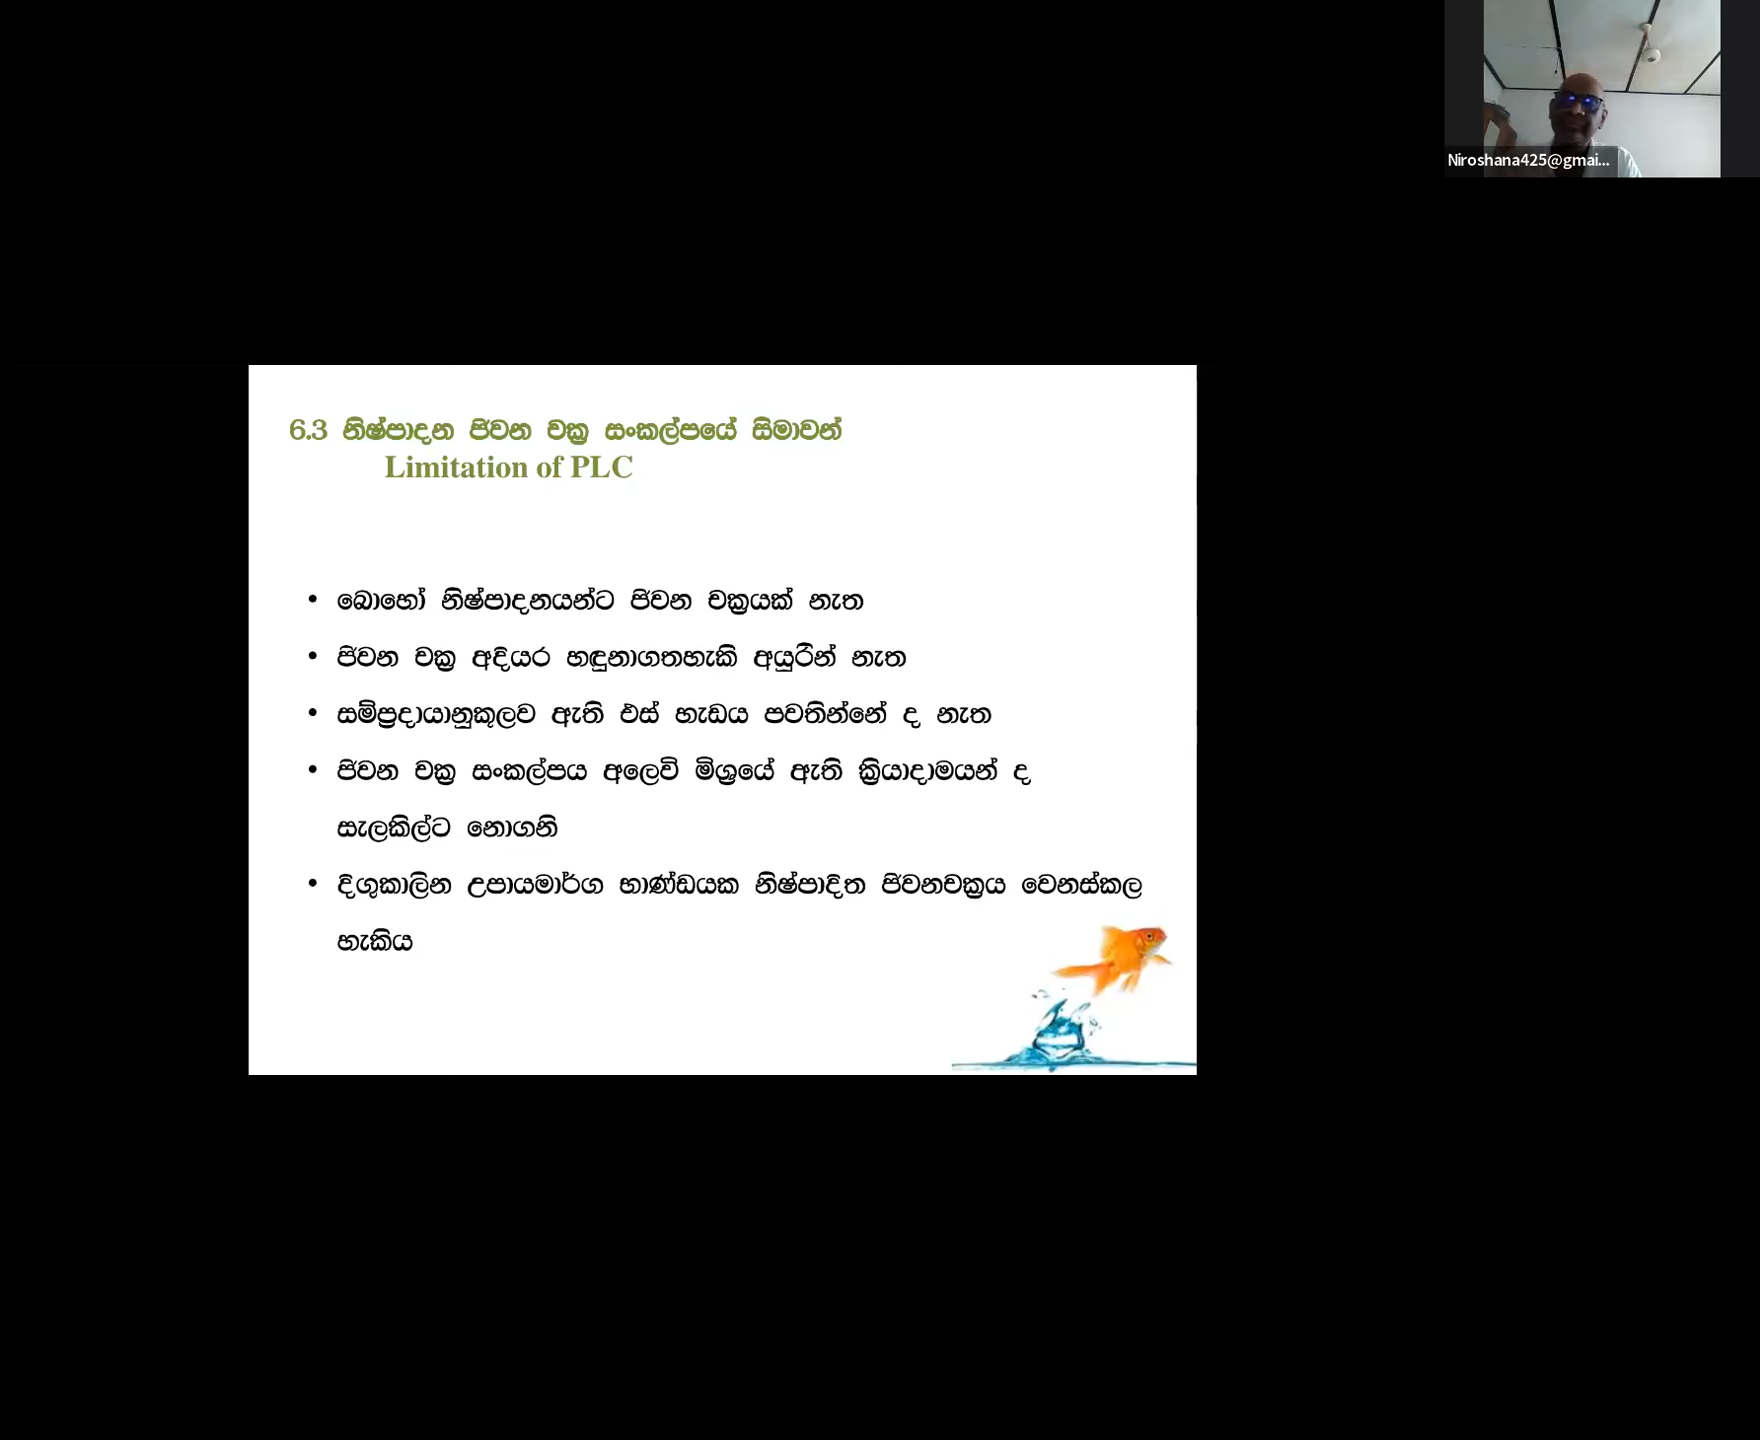 Niroshana425@gmai...
6.3 නිෂ්පාදන ජිවන චක්‍ර සංකල්පයේ සිමාවන්
Limitation of PLC
• බොහෝ නිෂ්පාදනයන්ට ජිවන චක්‍රයක් නැත
• ජිවන චක්‍ර අදියර හඳුනාගතහැකි අයුරින් නැත
• සම්ප්‍රදායානුකුලව ඇති එස් හැඩය පවතින්නේ ද නැත
• ජිවන චක්‍ර සංකල්පය අලෙවි මිශ්‍රයේ ඇති ක්‍රියාදාමයන් ද
සැලකිල්ට නොගනි
• දිගුකාලින උපායමාර්ග භාණ්ඩයක නිෂ්පාදිත ජිවනචක්‍රය වෙනස්කල
හැකිය